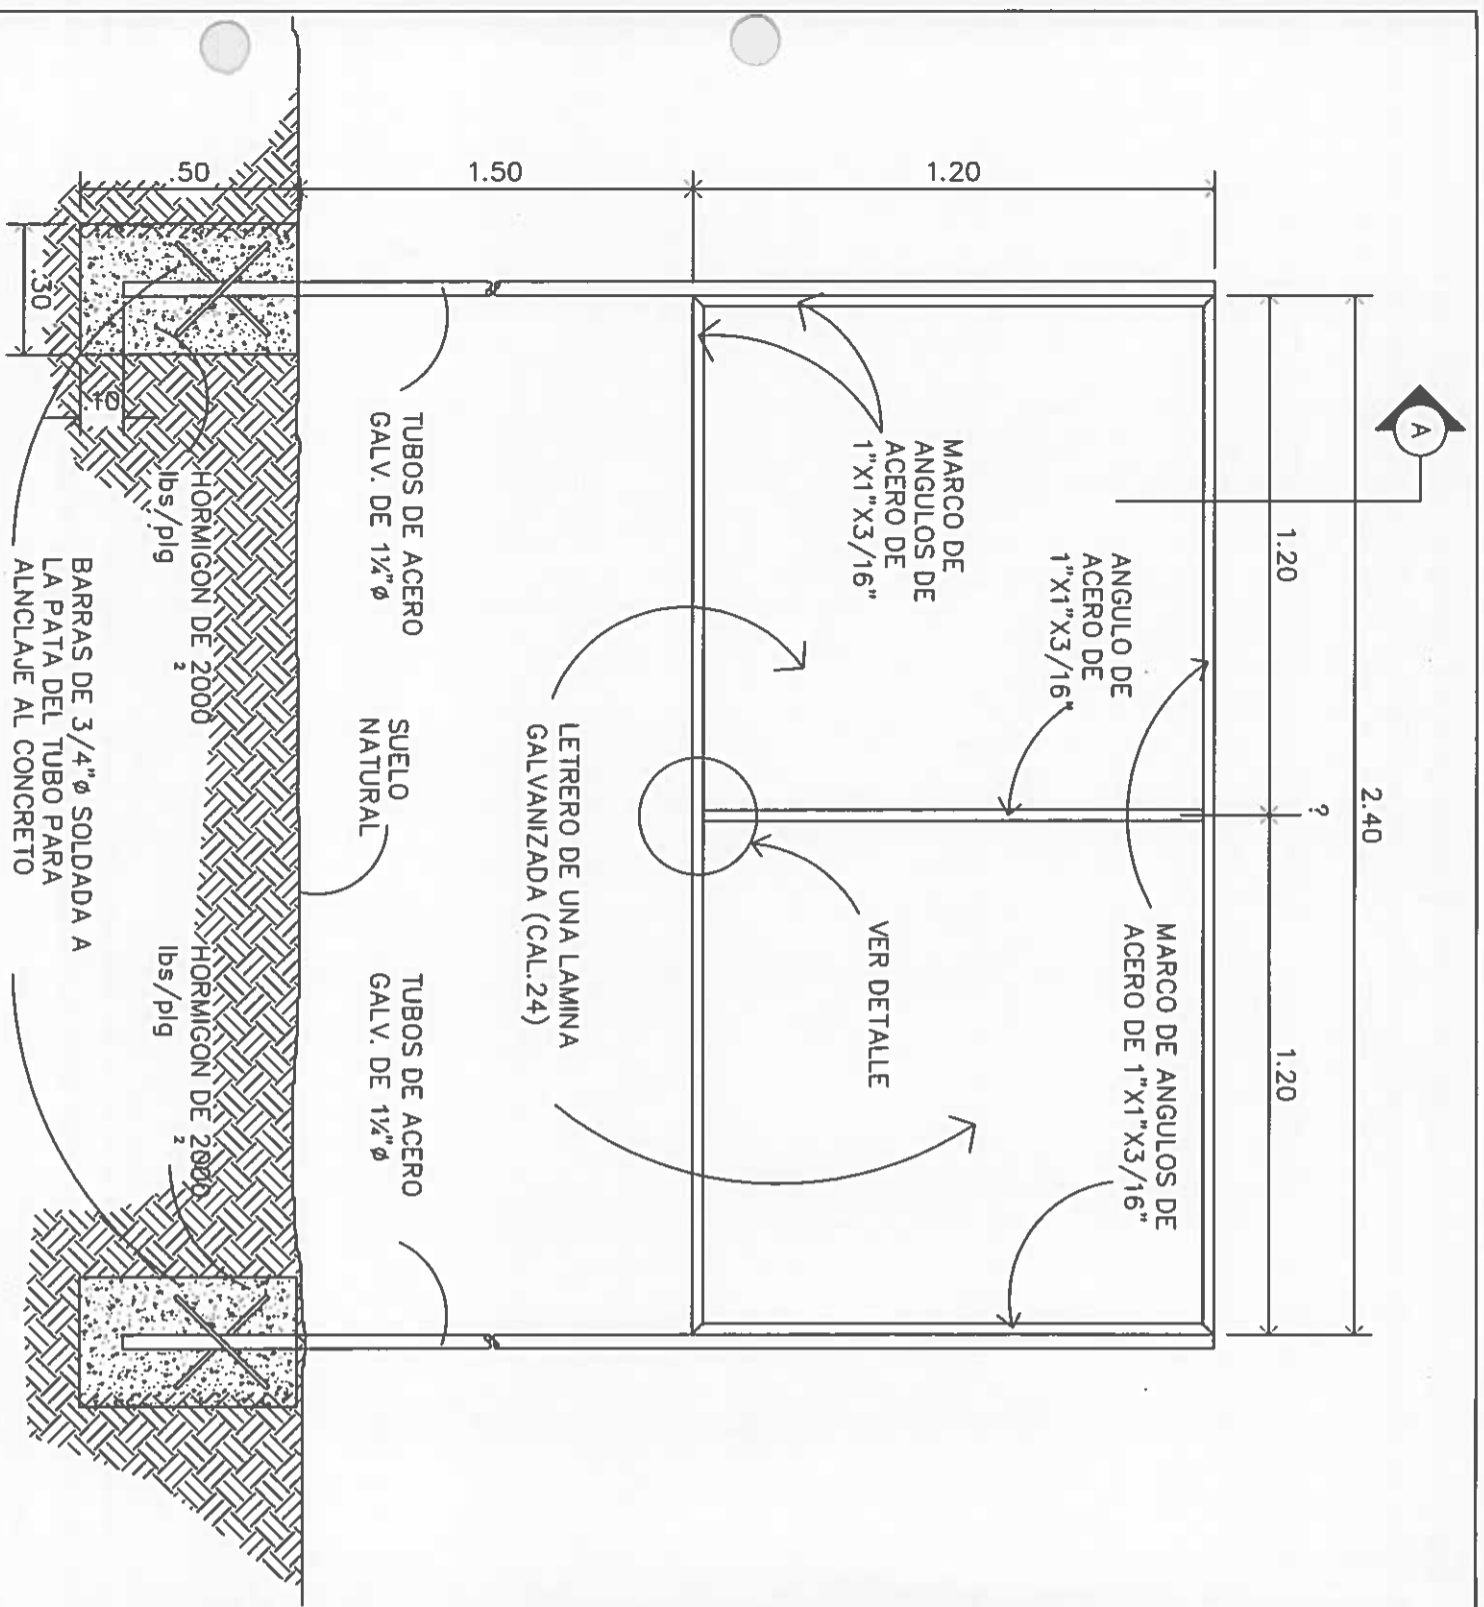 A
2.40
?
1.20
1.20
1.20
1.50
.50
.30
.10
MARCO DE ANGULOS DE
ACERO DE 1"X1"X3/16"
ANGULO DE
ACERO DE
1"X1"X3/16"
MARCO DE
ANGULOS DE
ACERO DE
1"X1"X3/16"
VER DETALLE
LETRERO DE UNA LAMINA
GALVANIZADA (CAL.24)
TUBOS DE ACERO
GALV. DE 1¼"ø
SUELO
NATURAL
TUBOS DE ACERO
GALV. DE 1¼"ø
HORMIGON DE 2000
lbs/plg ²
HORMIGON DE 2000
lbs/plg ²
BARRAS DE 3/4"ø SOLDADA A
LA PATA DEL TUBO PARA
ALNCLAJE AL CONCRETO